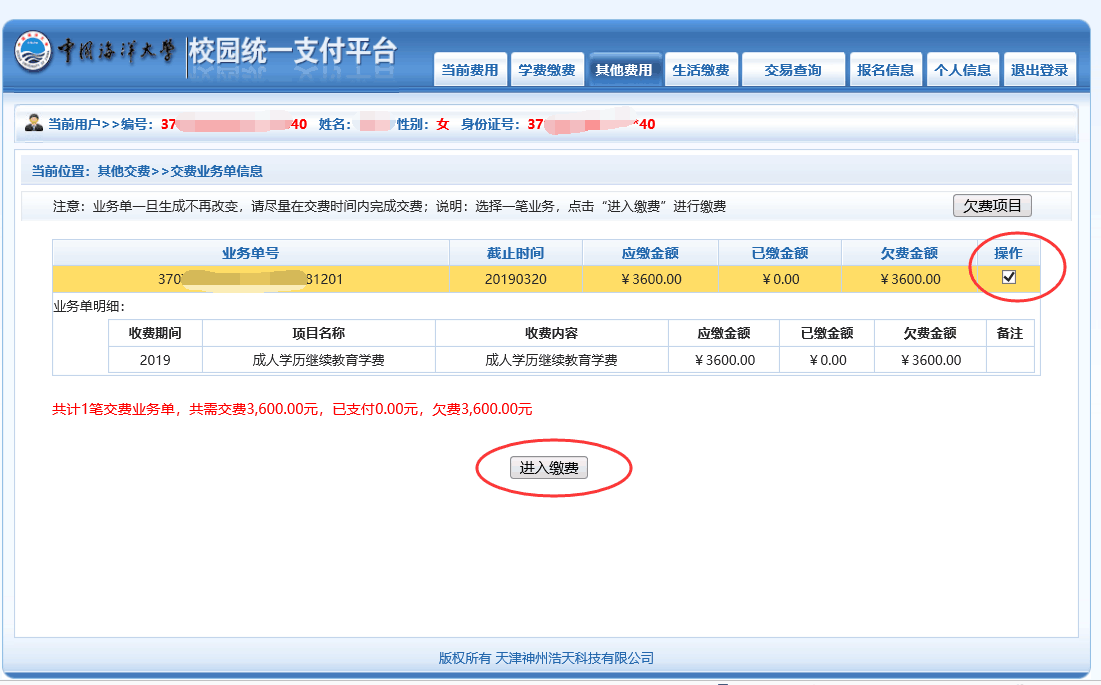 中国海洋大学 校园统一支付平台
当前费用 学费缴费 其他费用 生活缴费 交易查询 报名信息 个人信息 退出登录
当前用户>>编号：37 40 姓名： 性别：女 身份证号：37 *40
当前位置：其他交费>>交费业务单信息
注意：业务单一旦生成不再改变，请尽量在交费时间内完成交费；说明：选择一笔业务，点击“进入缴费”进行缴费 欠费项目
业务单号 截止时间 应缴金额 已缴金额 欠费金额 操作
370 31201 20190320 ￥3600.00 ￥0.00 ￥3600.00
业务单明细：
收费期间 项目名称 收费内容 应缴金额 已缴金额 欠费金额 备注
2019 成人学历继续教育学费 成人学历继续教育学费 ￥3600.00 ￥0.00 ￥3600.00
共计1笔交费业务单，共需交费3,600.00元，已支付0.00元，欠费3,600.00元
进入缴费
版权所有 天津神州浩天科技有限公司